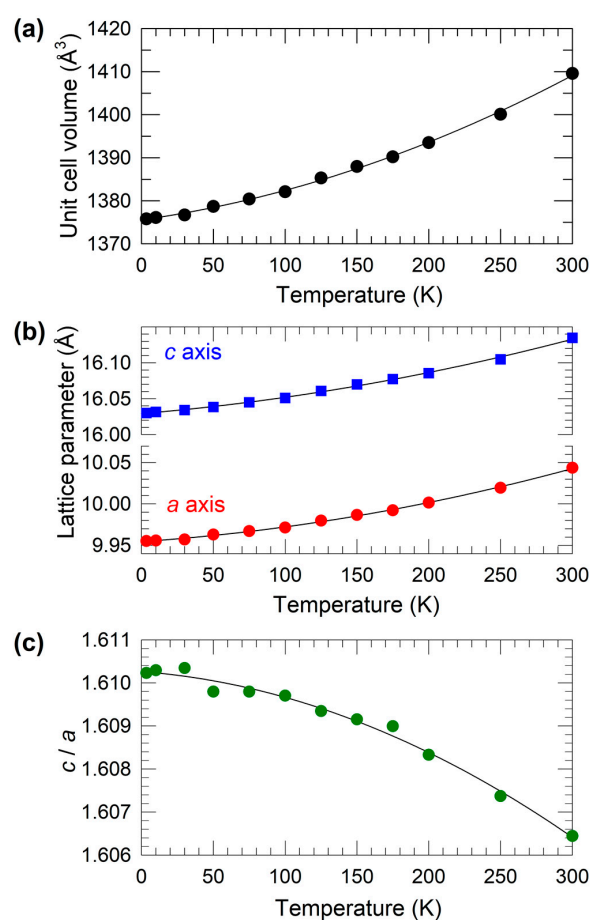 (a)
Unit cell volume (Å³)
1420
1410
1400
1390
1380
1370
0 50 100 150 200 250 300
Temperature (K)
(b)
Lattice parameter (Å)
c axis
16.10
16.05
16.00
10.05
a axis
10.00
9.95
0 50 100 150 200 250 300
Temperature (K)
(c)
c / a
1.611
1.610
1.609
1.608
1.607
1.606
0 50 100 150 200 250 300
Temperature (K)